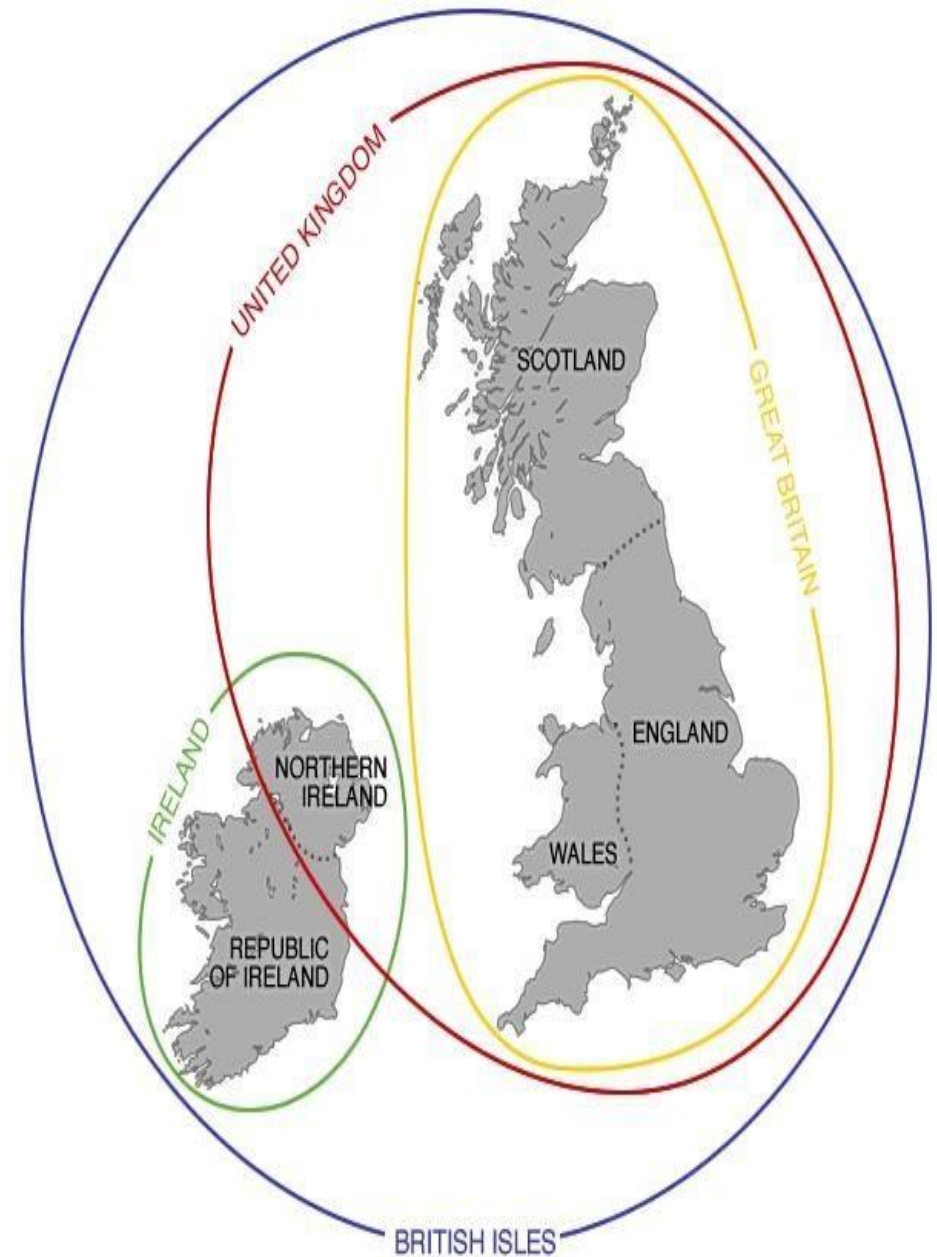 UNITED KINGDOM
SCOTLAND
GREAT BRITAIN
ENGLAND
IRELAND
NORTHERN
IRELAND
WALES
REPUBLIC
OF IRELAND
BRITISH ISLES